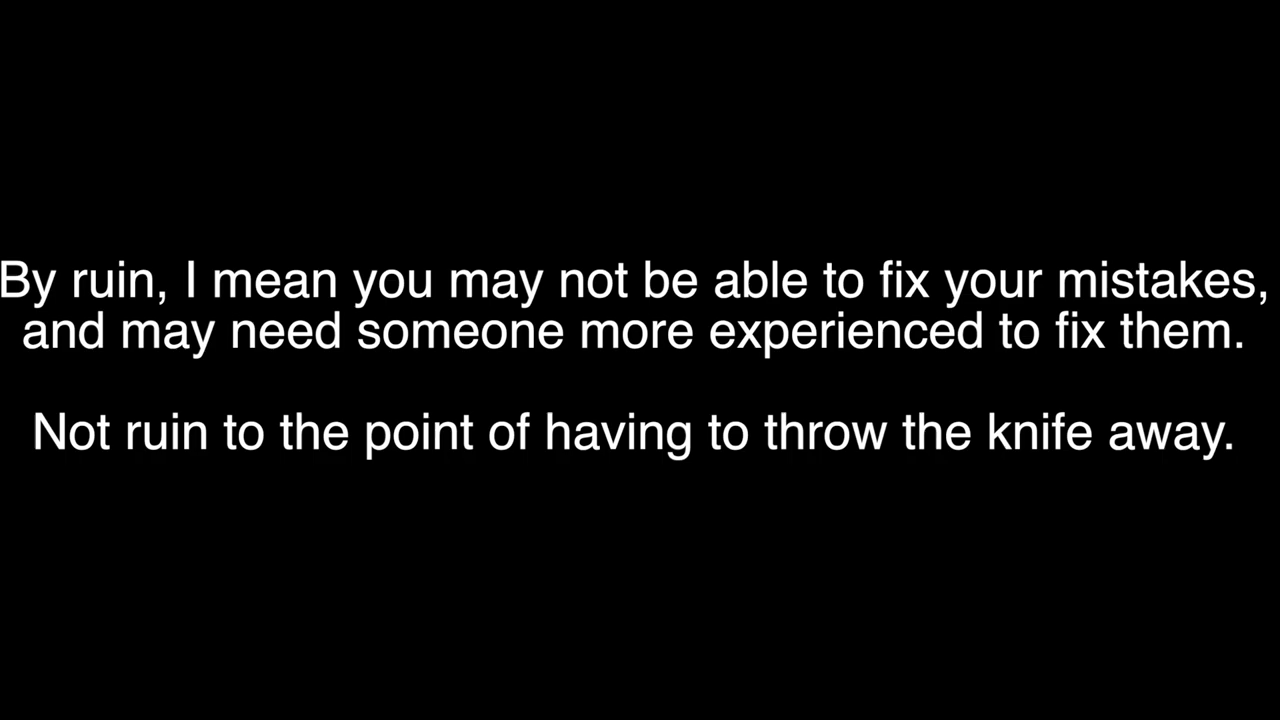 By ruin, I mean you may not be able to fix your mistakes,
and may need someone more experienced to fix them.
Not ruin to the point of having to throw the knife away.